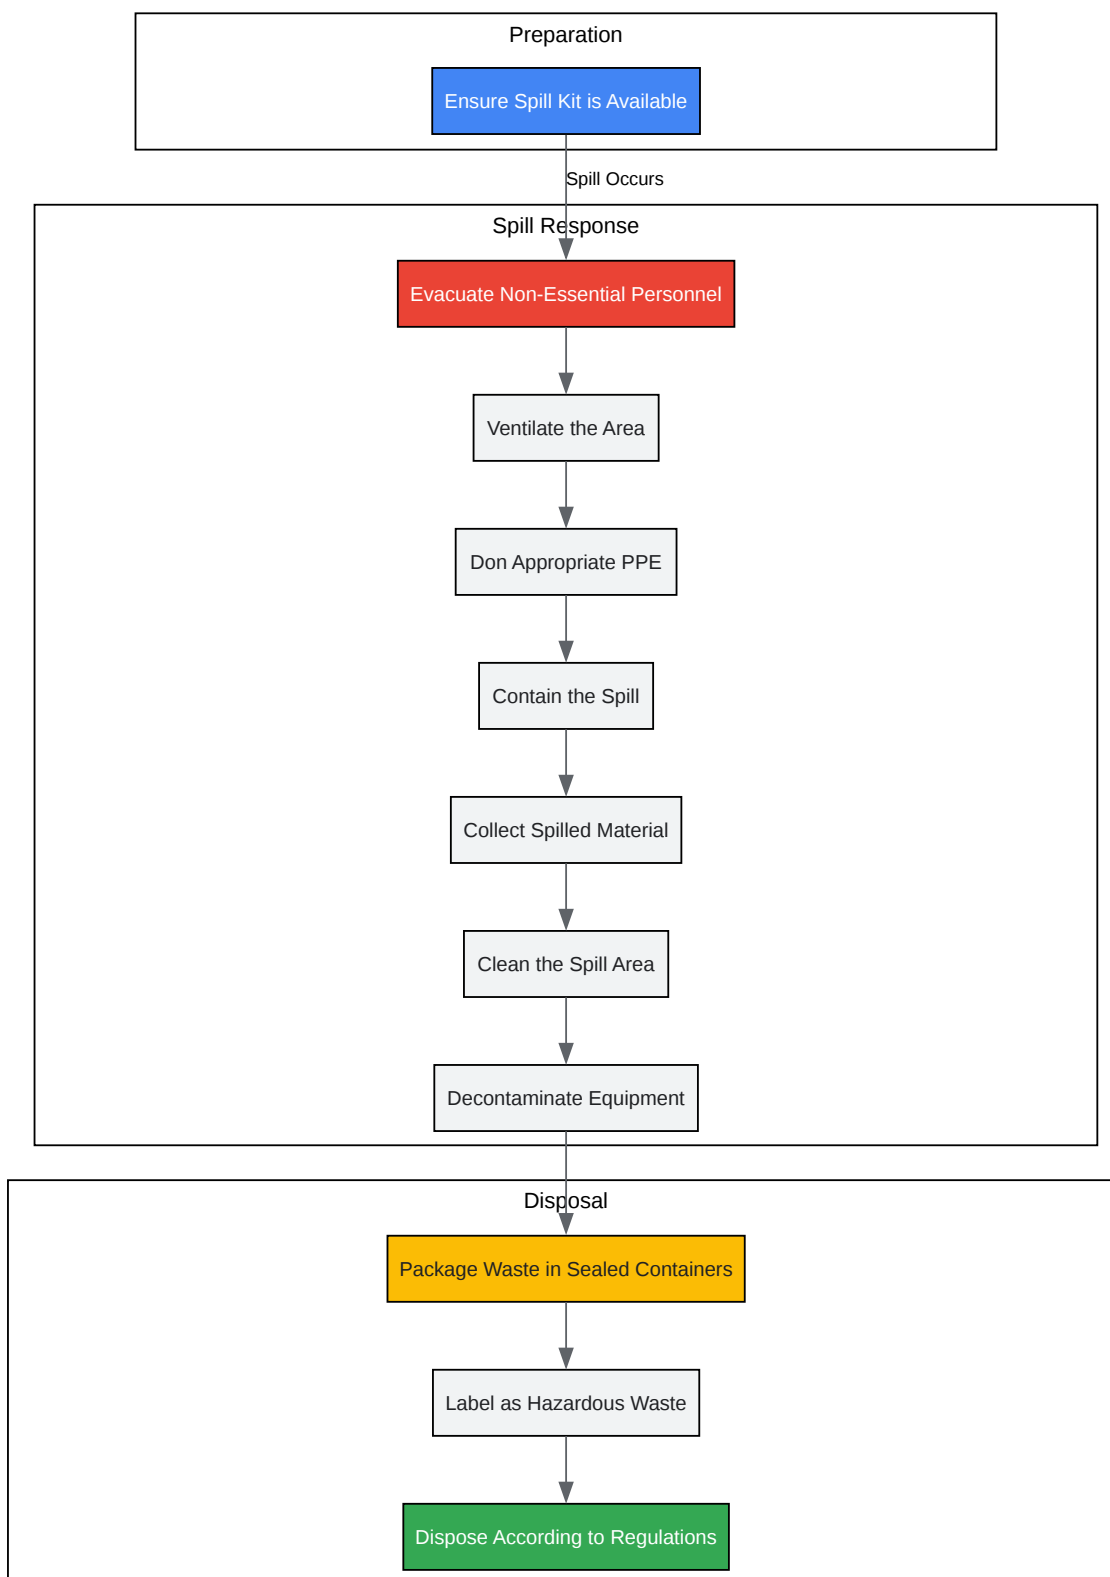 Preparation
Ensure Spill Kit is Available
Spill Occurs
Spill Response
Evacuate Non-Essential Personnel
Ventilate the Area
Don Appropriate PPE
Contain the Spill
Collect Spilled Material
Clean the Spill Area
Decontaminate Equipment
Disposal
Package Waste in Sealed Containers
Label as Hazardous Waste
Dispose According to Regulations